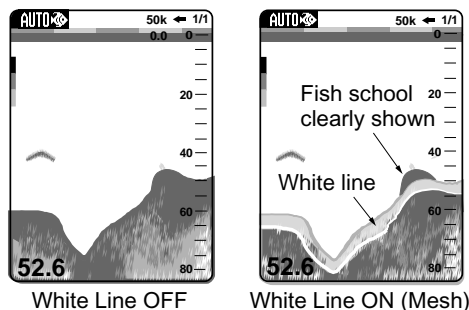 AUTO 50k 1/1
0.0 0
20
40
60
80
52.6
White Line OFF
AUTO 50k 1/1
0
20
Fish school
clearly shown
40
White line
60
80
52.6
White Line ON (Mesh)